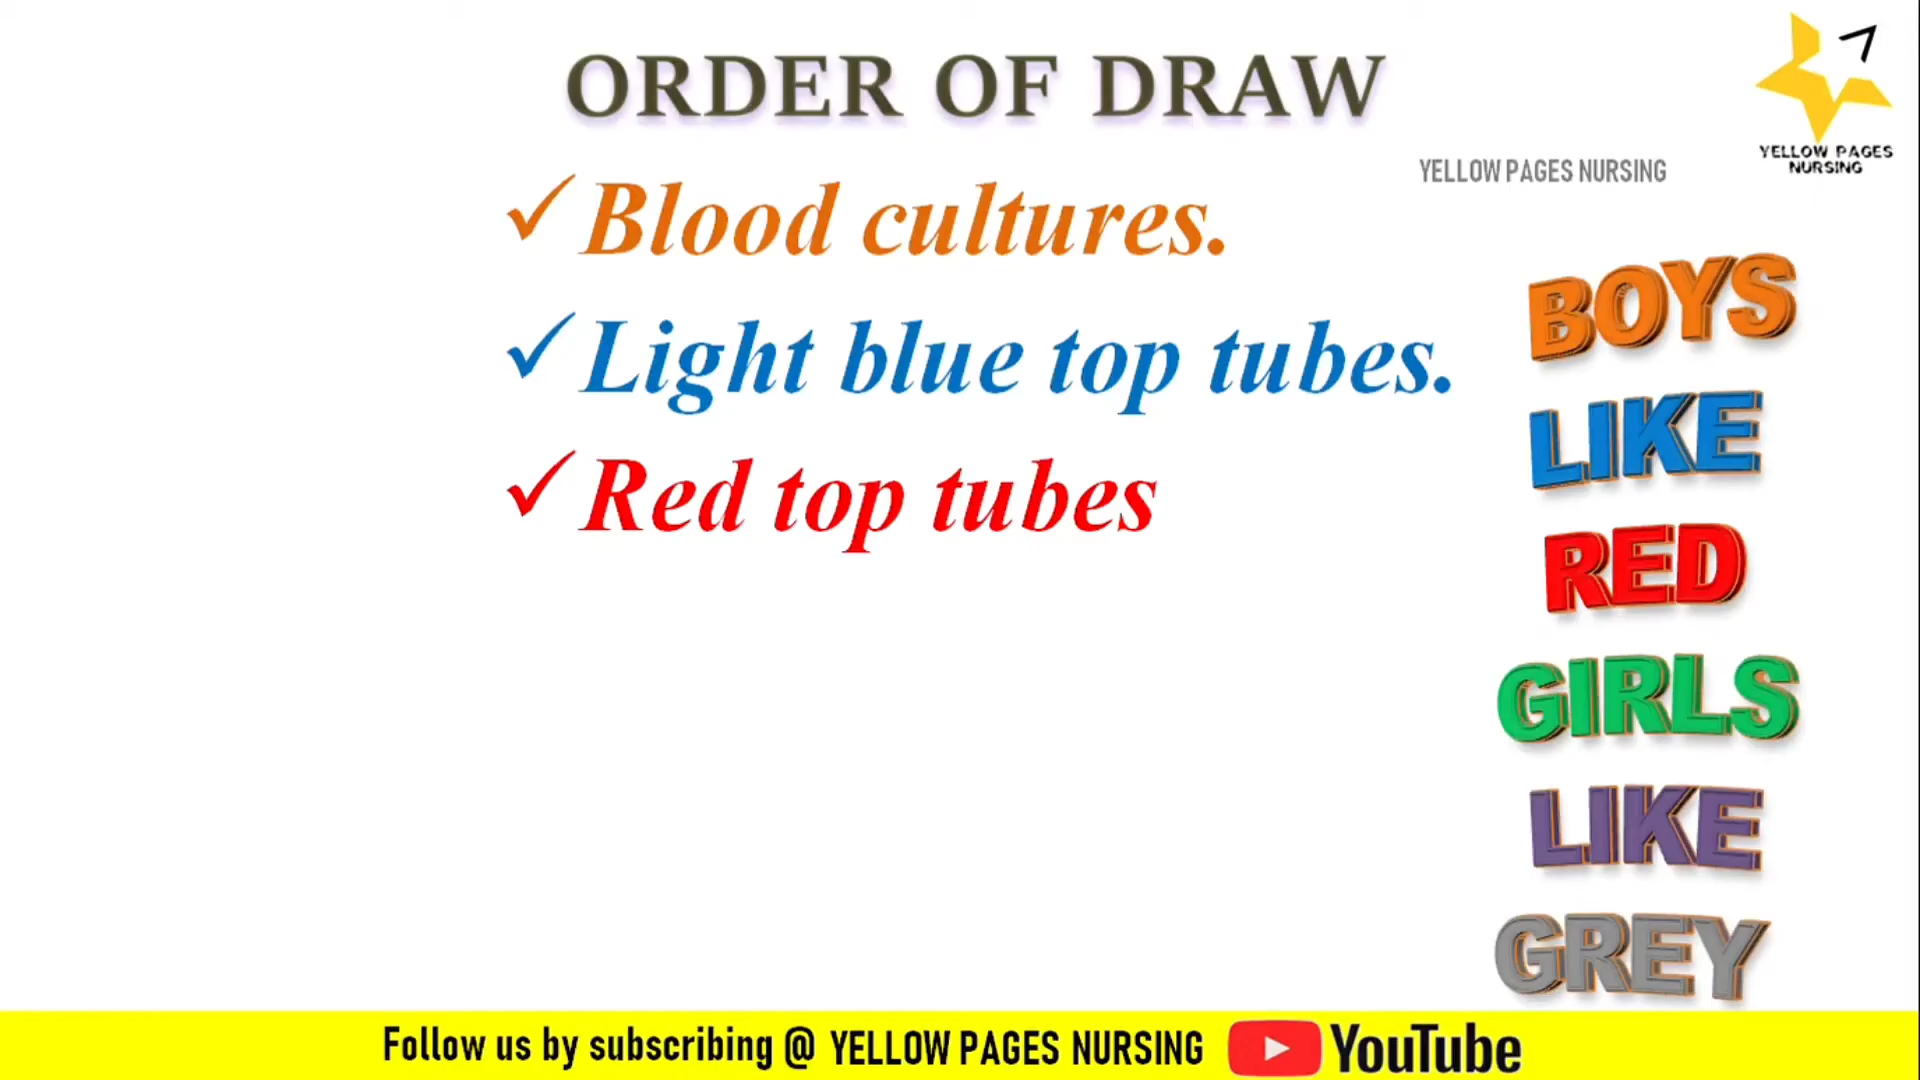 ORDER OF DRAW
YELLOW PAGES
NURSING
YELLOW PAGES NURSING
✓Blood cultures.
✓Light blue top tubes.
✓Red top tubes
BOYS
LIKE
RED
GIRLS
LIKE
GREY
Follow us by subscribing @ YELLOW PAGES NURSING YouTube